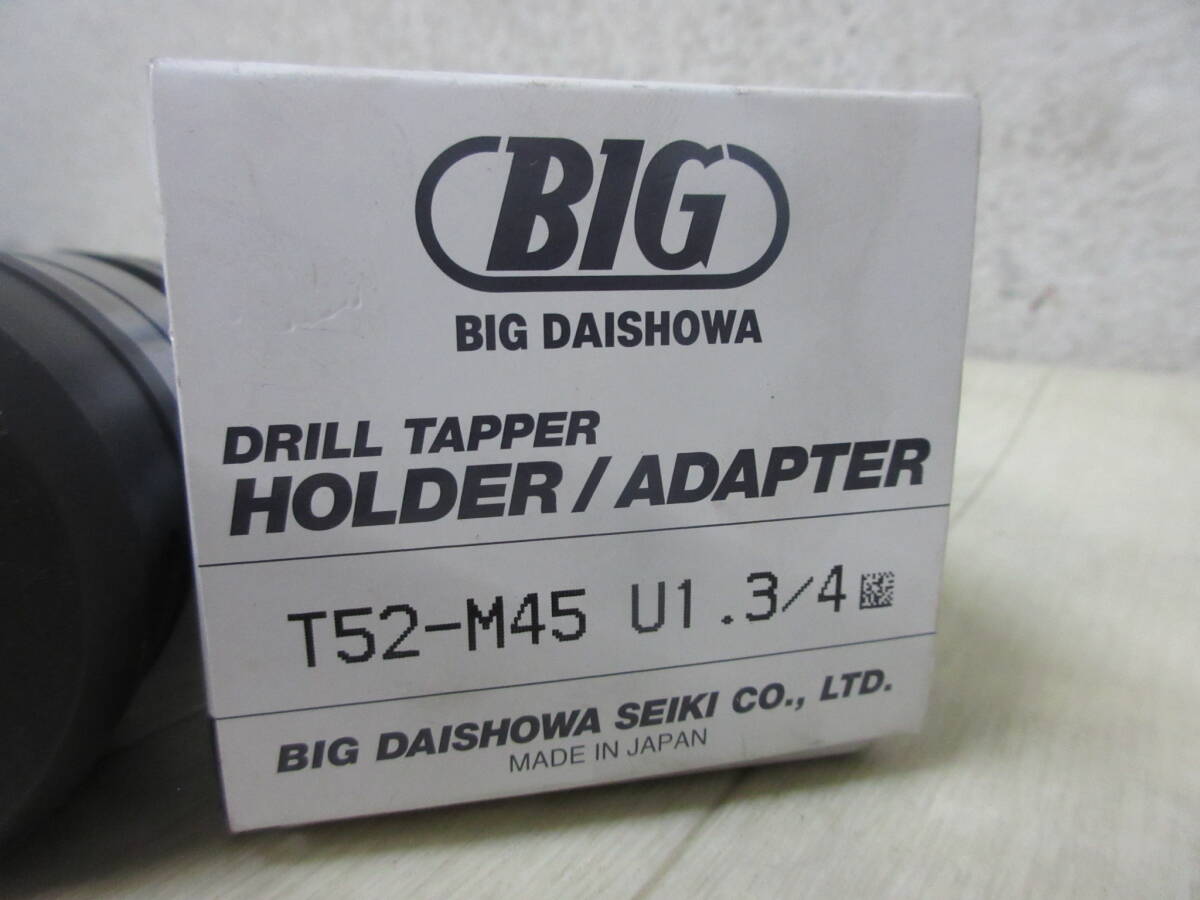 BIG
BIG DAISHOWA
DRILL TAPPER
HOLDER/ADAPTER
T52-M45 U1.3/4
BIG DAISHOWA SEIKI CO., LTD.
MADE IN JAPAN